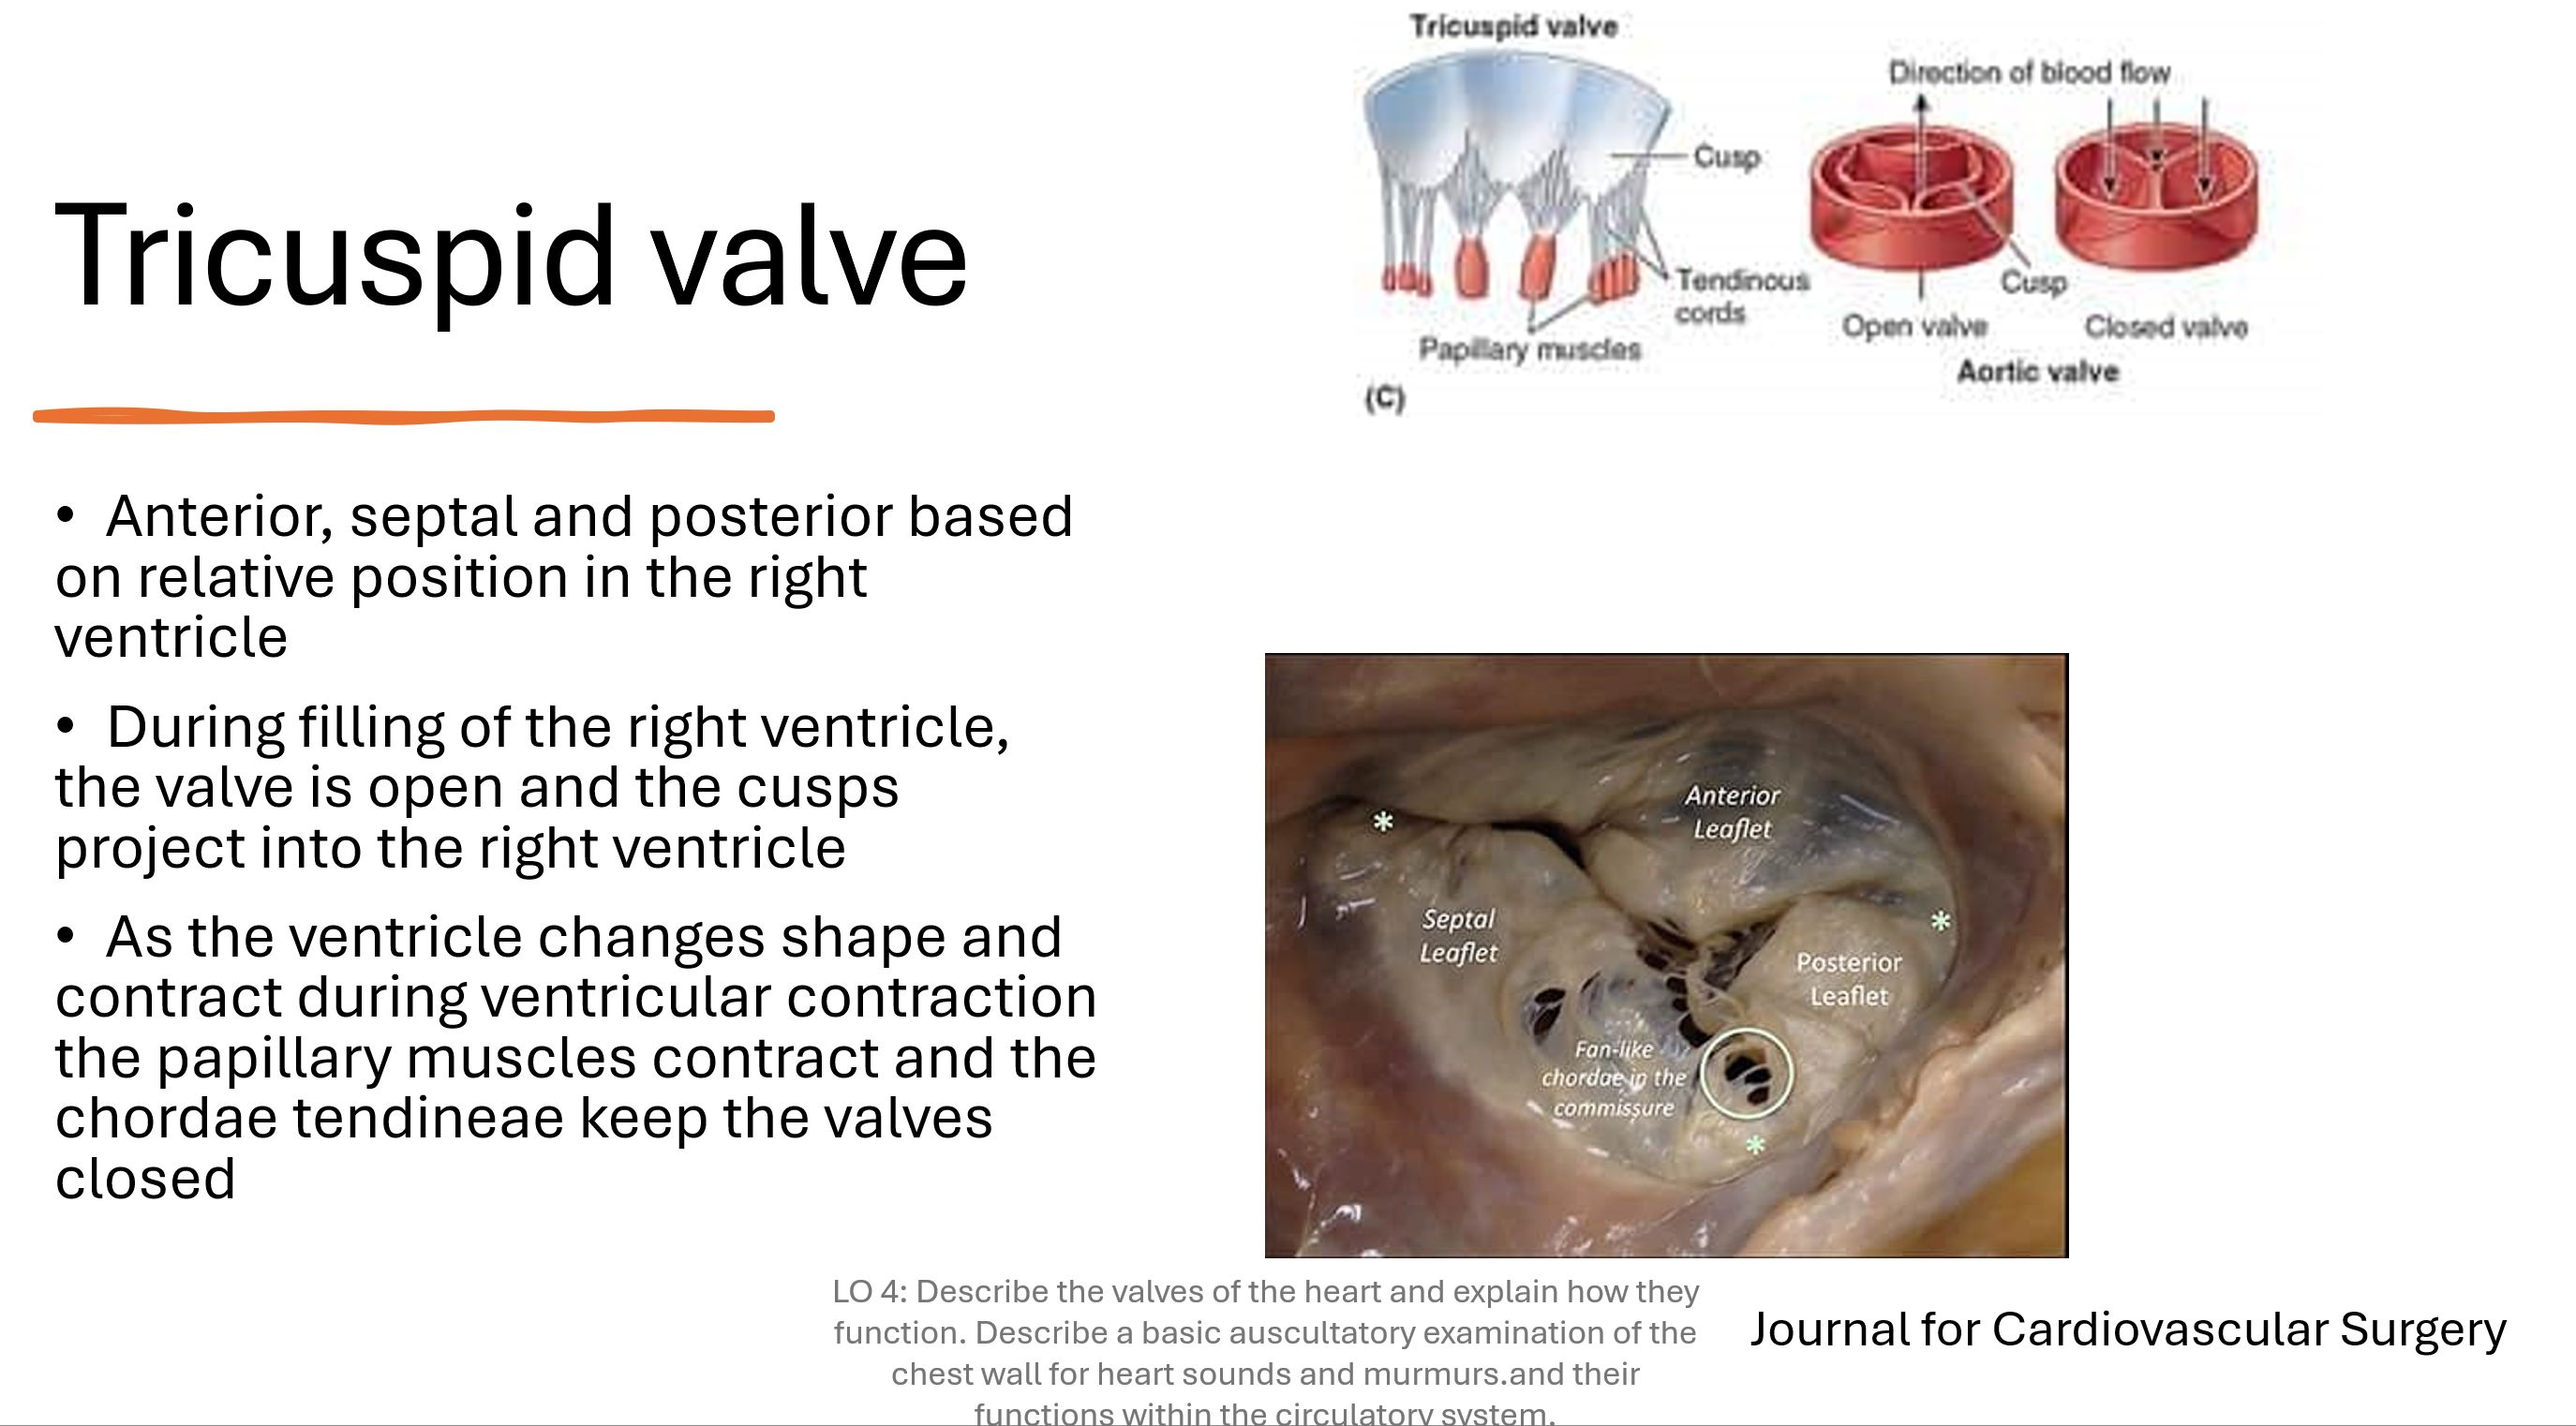 Tricuspid valve
• Anterior, septal and posterior based
on relative position in the right
ventricle
• During filling of the right ventricle,
the valve is open and the cusps
project into the right ventricle
• As the ventricle changes shape and
contract during ventricular contraction
the papillary muscles contract and the
chordae tendineae keep the valves
closed
Tricuspid valve
Direction of blood flow
Cusp
Tendinous
cords
Papillary muscles
Cusp
Open valve
Closed valve
Aortic valve
(C)
Anterior
Leaflet
*
Septal
Leaflet
*
Posterior
Leaflet
Fan-like
chordae in the
commissure
*
LO 4: Describe the valves of the heart and explain how they
function. Describe a basic auscultatory examination of the
chest wall for heart sounds and murmurs.and their
functions within the circulatory system.
Journal for Cardiovascular Surgery